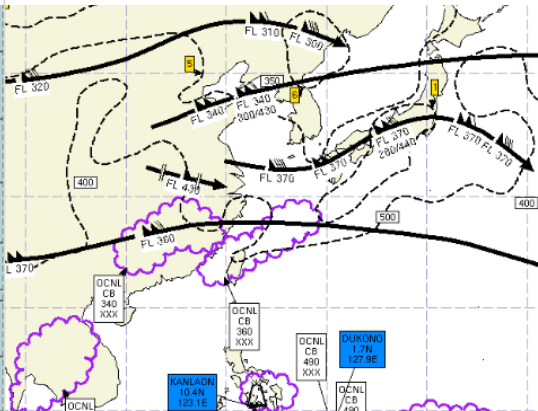 FL 310
FL 300
5
FL 320
350
6
1
FL 340
FL 340
300/430
FL 370
280/440
FL 370
FL 370
FL 370
FL 370
FL 430
400
400
500
FL 360
L 370
OCNL
CB
340
XXX
OCNL
CB
360
XXX
OCNL
CB
490
XXX
DUKONO
1.7N
127.9E
KANLAON
10.4N
123.1E
OCNL
CB
490
OCNL